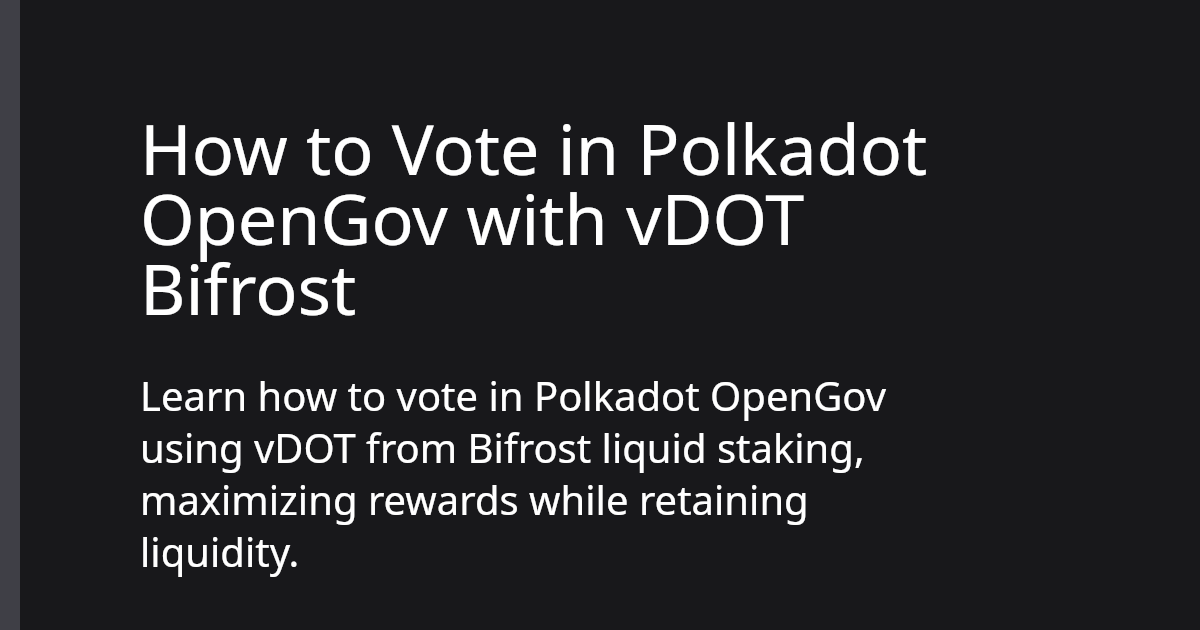 How to Vote in Polkadot
OpenGov with vDOT
Bifrost
Learn how to vote in Polkadot OpenGov
using vDOT from Bifrost liquid staking,
maximizing rewards while retaining
liquidity.